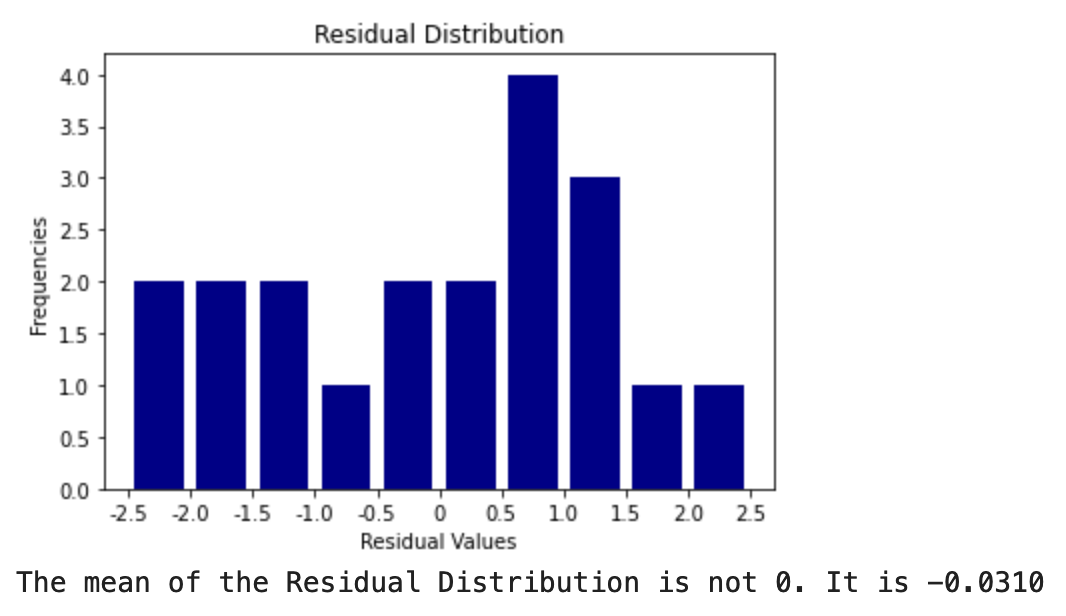 Residual Distribution
4.0
3.5
3.0
2.5
2.0
1.5
1.0
0.5
0.0
Frequencies
-2.5 -2.0 -1.5 -1.0 -0.5 0 0.5 1.0 1.5 2.0 2.5
Residual Values
The mean of the Residual Distribution is not 0. It is -0.0310